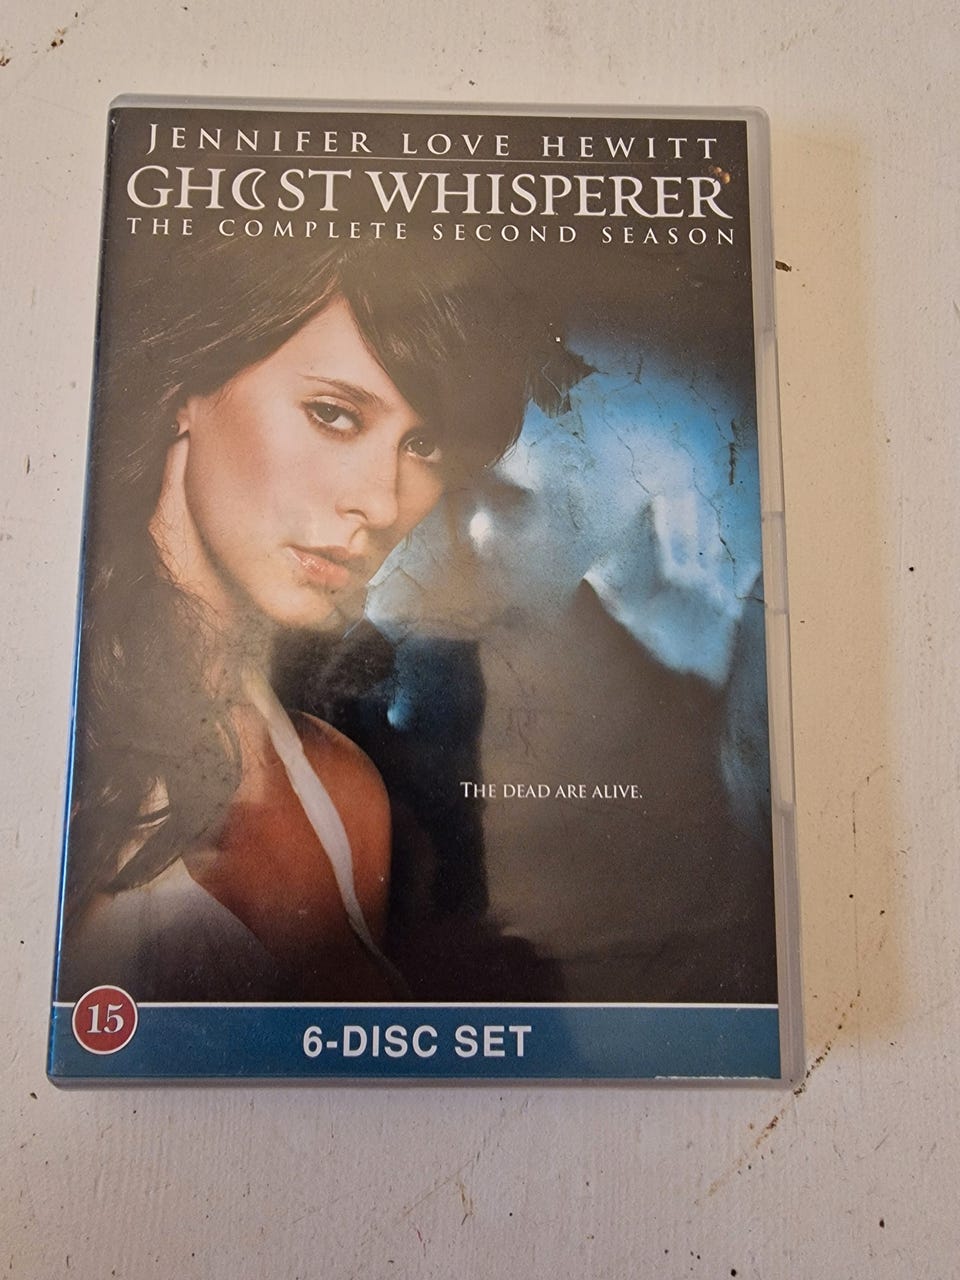 JENNIFER LOVE HEWITT
GHOST WHISPERER
THE COMPLETE SECOND SEASON
THE DEAD ARE ALIVE.
15
6-DISC SET